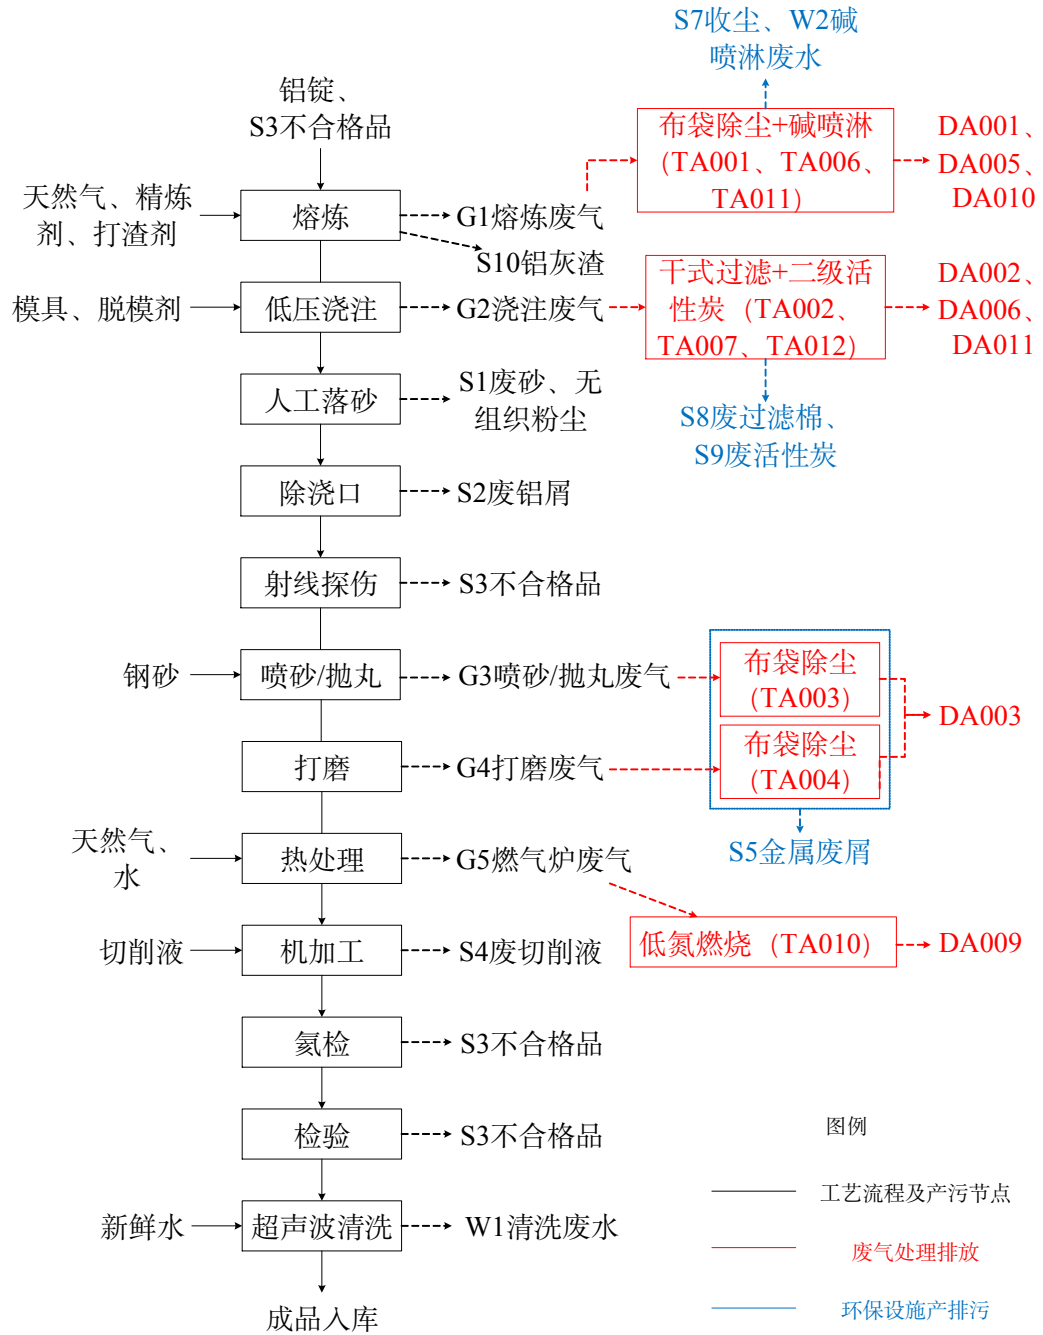 S7收尘、W2碱
喷淋废水
铝锭、
S3不合格品
布袋除尘+碱喷淋
（TA001、TA006、
TA011）
DA001、
DA005、
DA010
天然气、精炼
剂、打渣剂
熔炼
G1熔炼废气
S10铝灰渣
模具、脱模剂
低压浇注
G2浇注废气
干式过滤+二级活
性炭（TA002、
TA007、TA012）
DA002、
DA006、
DA011
人工落砂
S1废砂、无
组织粉尘
S8废过滤棉、
S9废活性炭
除浇口
S2废铝屑
射线探伤
S3不合格品
钢砂
喷砂/抛丸
G3喷砂/抛丸废气
布袋除尘
（TA003）
DA003
打磨
G4打磨废气
布袋除尘
（TA004）
S5金属废屑
天然气、
水
热处理
G5燃气炉废气
低氮燃烧（TA010）
DA009
切削液
机加工
S4废切削液
氦检
S3不合格品
检验
S3不合格品
新鲜水
超声波清洗
W1清洗废水
成品入库
图例
工艺流程及产污节点
废气处理排放
环保设施产排污